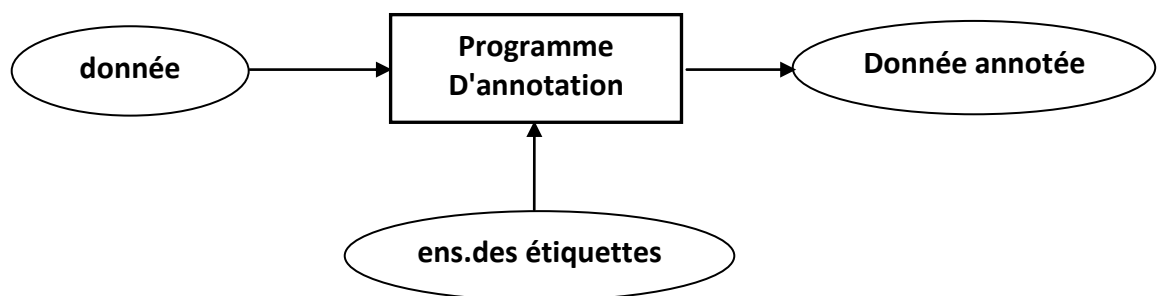 donnée
Programme
D'annotation
Donnée annotée
ens.des étiquettes